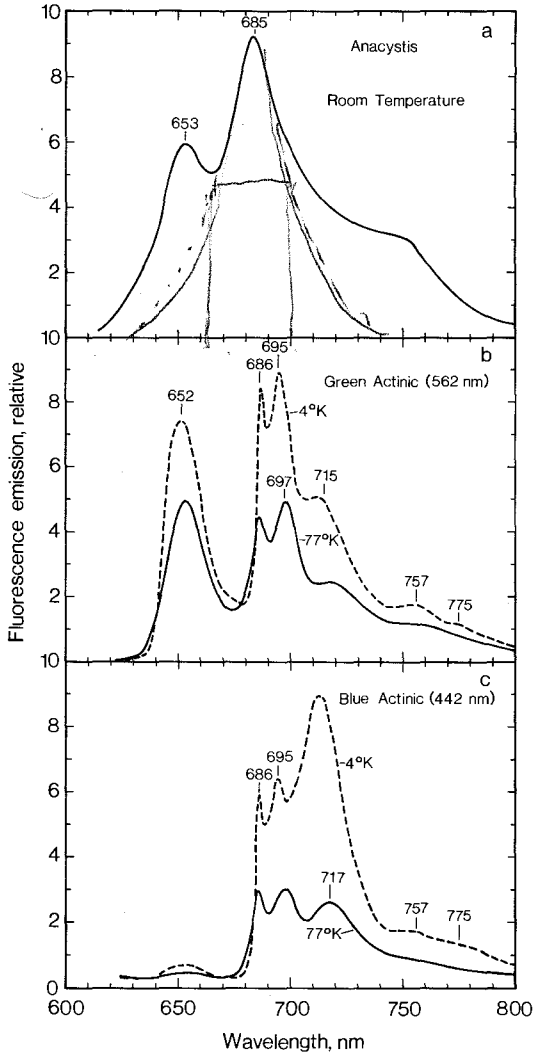 10
685
a
Anacystis
8
Room Temperature
653
6
4
2
10
695
b
686
Green Actinic (562 nm)
652
8
4°K
6
697
715
4
77°K
2
757
775
10
c
Blue Actinic (442 nm)
8
4°K
695
686
6
4
717
757
775
2
77°K
0
600
650
700
750
800
Wavelength, nm
Fluorescence emission, relative